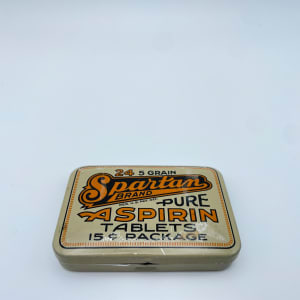 24 5 GRAIN
Spartan
BRAND
PURE
ASPIRIN
TABLETS
15¢ PACKAGE